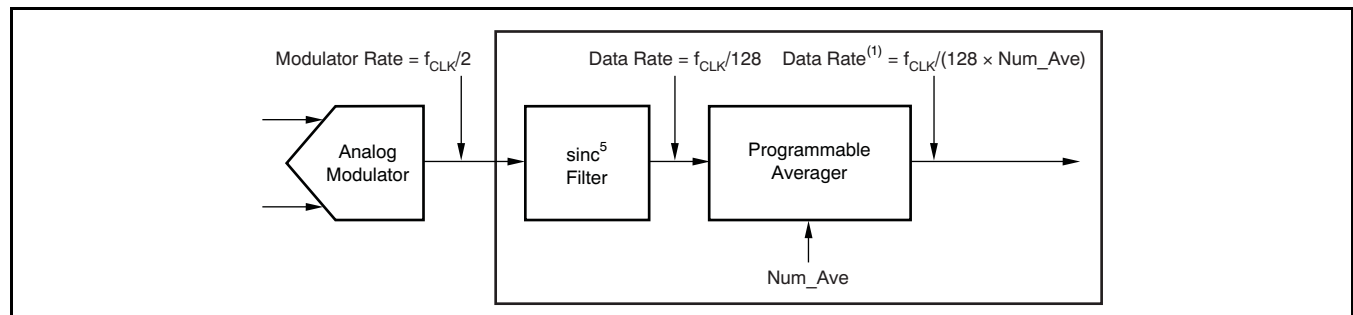 Modulator Rate = fCLK/2
Data Rate = fCLK/128
Data Rate(1) = fCLK/(128 × Num_Ave)
Analog
Modulator
sinc5
Filter
Programmable
Averager
Num_Ave